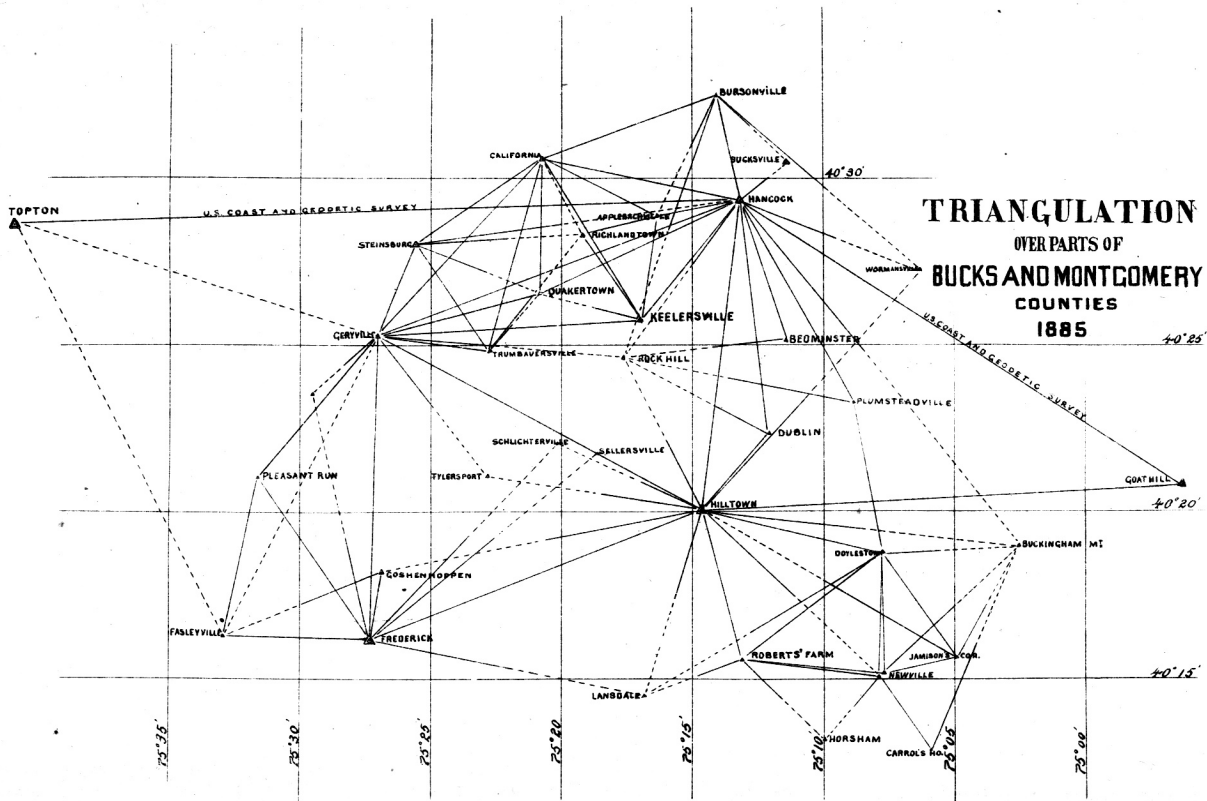 BURSONVILLE
CALIFORNIA
BUCKSVILLE
40°30'
TOPTON
U.S. COAST AND GEODETIC SURVEY
HANCOCK
TRIANGULATION
OVER PARTS OF
BUCKS AND MONTGOMERY
COUNTIES
1885
STEINSBURG
RICHLANDTOWN
QUAKERTOWN
KEELERSVILLE
GERYVILLE
TRUMBAUERSVILLE
ROCK HILL
BEDMINSTER
40°25'
U.S. COAST AND GEODETIC SURVEY
PLUMSTEADVILLE
DUBLIN
SCHLICHTERVILLE
SELLERSVILLE
PLEASANT RUN
TYLERSPORT
GOAT HILL
HILLTOWN
40°20'
DOYLESTOWN
BUCKINGHAM MT
GOSHENHOPPEN
FASLEYVILLE
FREDERICK
ROBERTS' FARM
JAMISON'S COR.
NEWVILLE
40°15'
LANSDALE
HORSHAM
CARROL'S HO.
75°35'
75°30'
75°25'
75°20'
75°15'
75°10'
75°05'
75°00'